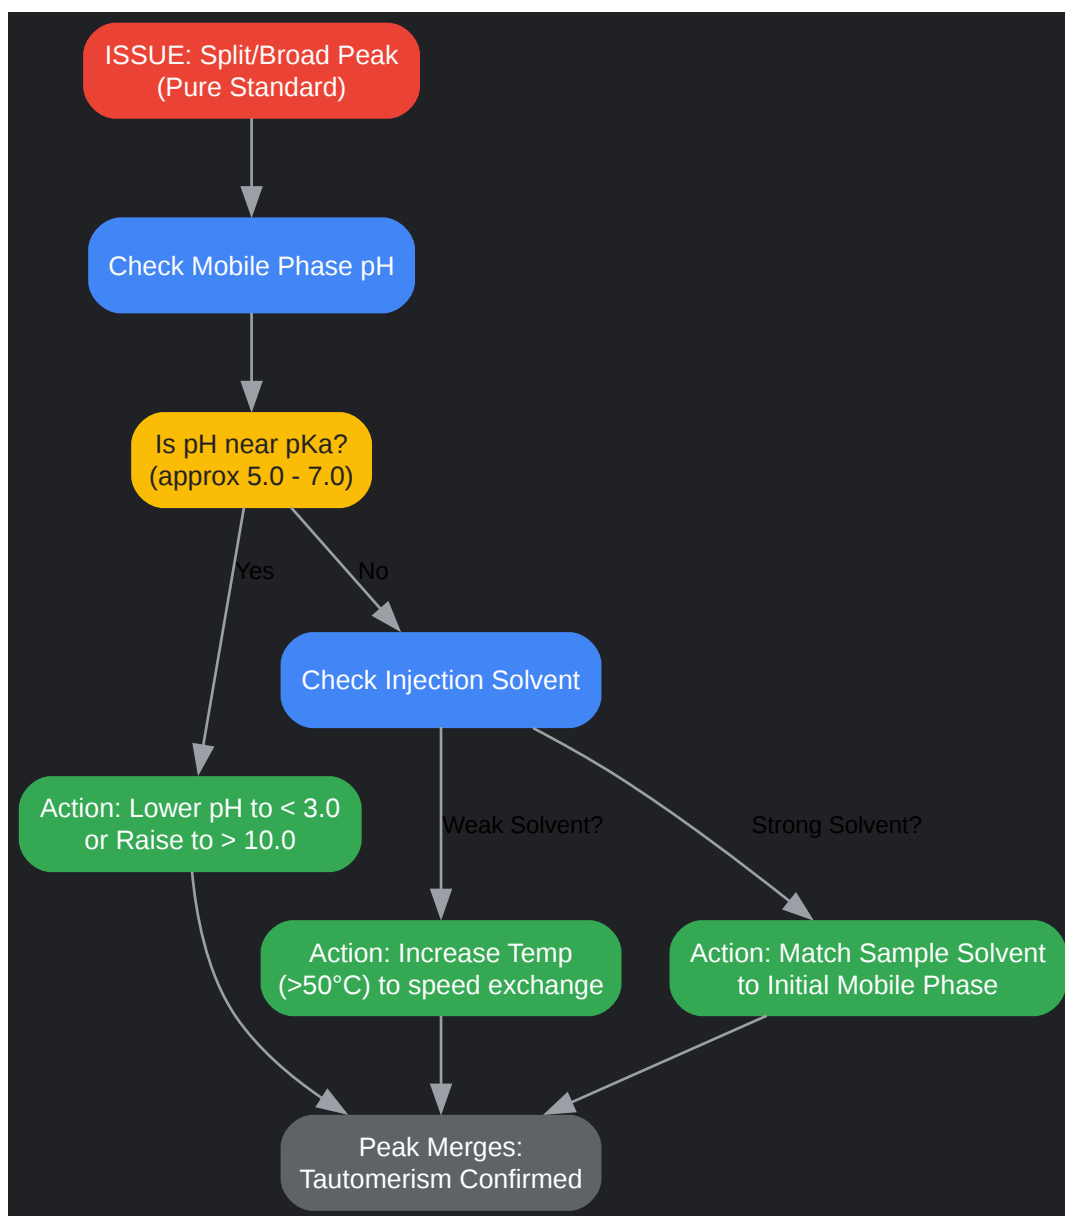 ISSUE: Split/Broad Peak
(Pure Standard)
Check Mobile Phase pH
Is pH near pKa?
(approx 5.0 - 7.0)
Yes
No
Check Injection Solvent
Action: Lower pH to < 3.0
or Raise to > 10.0
Weak Solvent?
Strong Solvent?
Action: Increase Temp
(>50°C) to speed exchange
Action: Match Sample Solvent
to Initial Mobile Phase
Peak Merges:
Tautomerism Confirmed